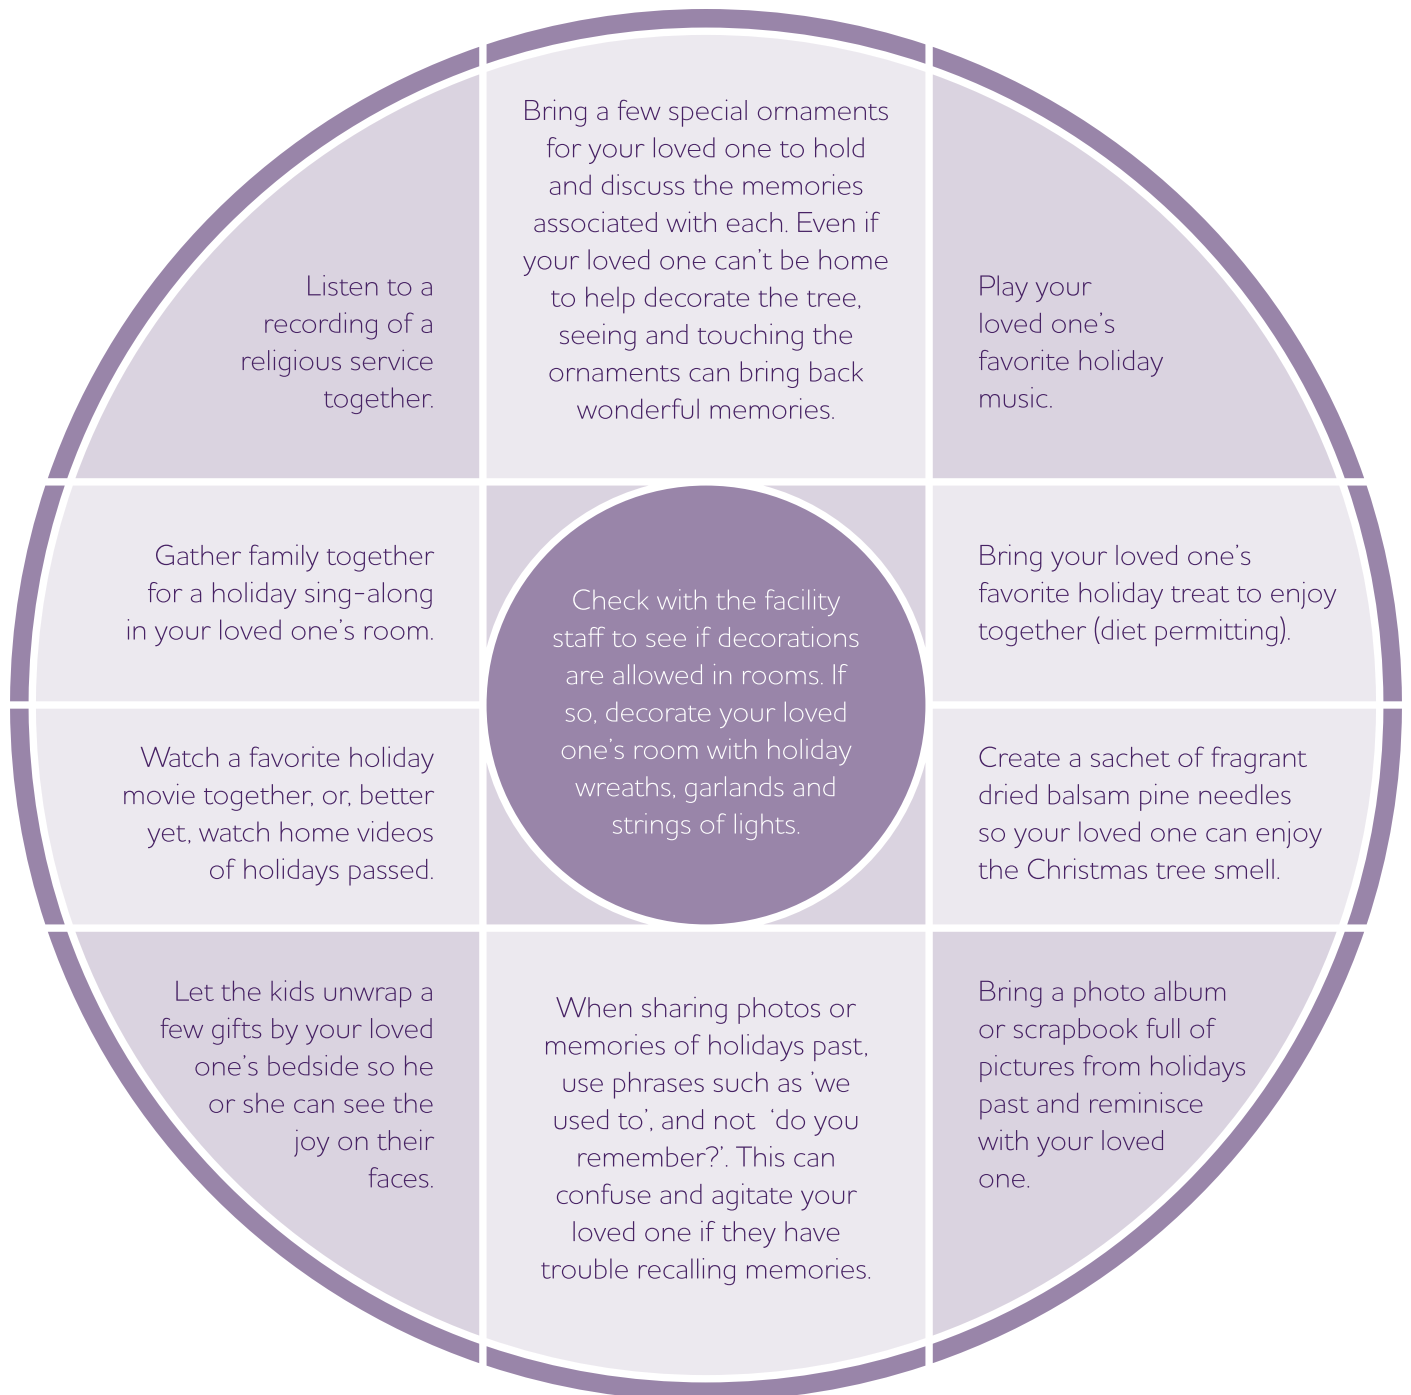 Bring a few special ornaments
for your loved one to hold
and discuss the memories
associated with each. Even if
your loved one can't be home
to help decorate the tree,
seeing and touching the
ornaments can bring back
wonderful memories.
Listen to a
recording of a
religious service
together.
Play your
loved one's
favorite holiday
music.
Gather family together
for a holiday sing-along
in your loved one's room.
Check with the facility
staff to see if decorations
are allowed in rooms. If
so, decorate your loved
one's room with holiday
wreaths, garlands and
strings of lights.
Bring your loved one's
favorite holiday treat to enjoy
together (diet permitting).
Watch a favorite holiday
movie together, or, better
yet, watch home videos
of holidays passed.
Create a sachet of fragrant
dried balsam pine needles
so your loved one can enjoy
the Christmas tree smell.
Let the kids unwrap a
few gifts by your loved
one's bedside so he
or she can see the
joy on their
faces.
When sharing photos or
memories of holidays past,
use phrases such as 'we
used to', and not 'do you
remember?'. This can
confuse and agitate your
loved one if they have
trouble recalling memories.
Bring a photo album
or scrapbook full of
pictures from holidays
past and reminisce
with your loved
one.